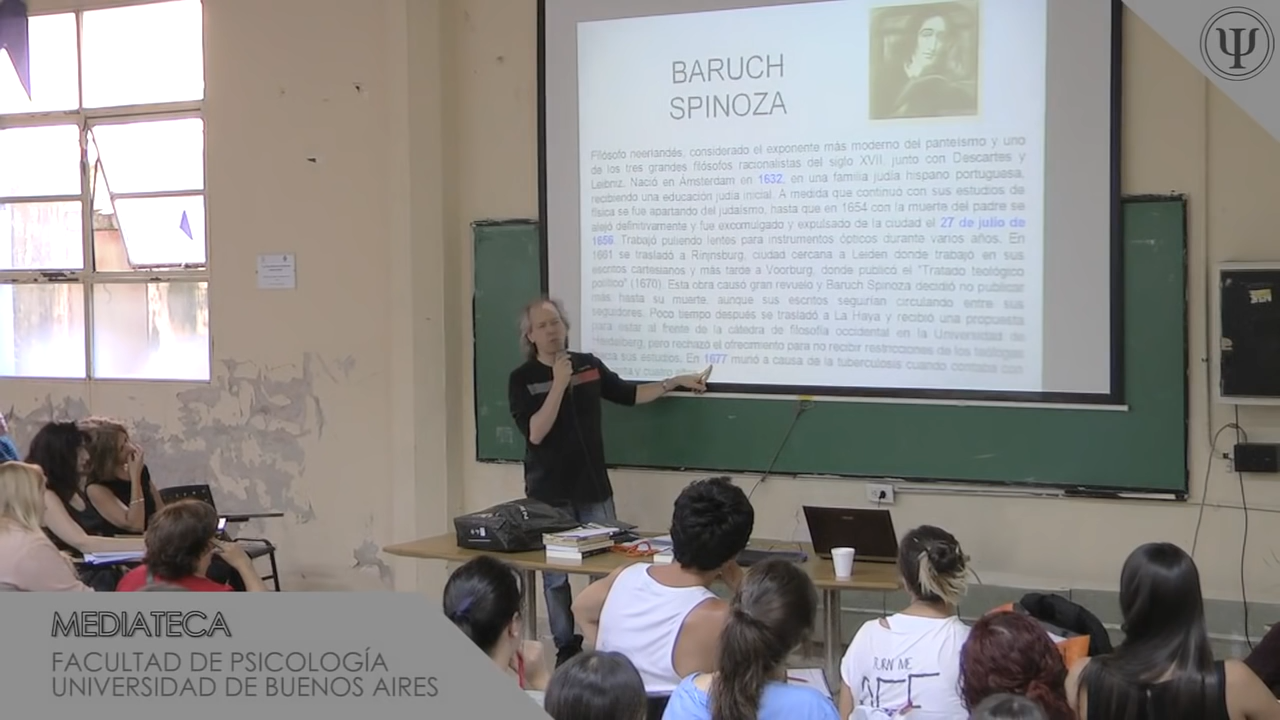 BARUCH
SPINOZA
Filósofo neerlandés, considerado el exponente más moderno del panteísmo y uno
de los tres grandes filósofos racionalistas del siglo XVII, junto con Descartes y
Leibniz. Nació en Ámsterdam en 1632, en una familia judía hispano portuguesa,
recibiendo una educación judía inicial. A medida que continuó con sus estudios de
física se fue apartando del judaísmo, hasta que en 1654 con la muerte del padre se
alejó definitivamente y fue excomulgado y expulsado de la ciudad el 27 de julio de
1656. Trabajó puliendo lentes para instrumentos ópticos durante varios años. En
1661 se trasladó a Rijnsburg, ciudad cercana a Leiden donde trabajó en sus
escritos cartesianos y más tarde a Voorburg, donde publicó el "Tratado teológico
político" (1670). Esta obra causó gran revuelo y Baruch Spinoza decidió no publicar
más hasta su muerte, aunque sus escritos seguirían circulando entre sus
seguidores. Poco tiempo después se trasladó a La Haya y recibió una propuesta
para estar al frente de la cátedra de filosofía occidental en la Universidad de
Heidelberg, pero rechazó el ofrecimiento para no recibir restricciones de los teólogos
hacia sus estudios. En 1677 murió a causa de la tuberculosis cuando contaba con
y cuatro
TURN ME
MEDIATECA
FACULTAD DE PSICOLOGÍA
UNIVERSIDAD DE BUENOS AIRES
Ψ